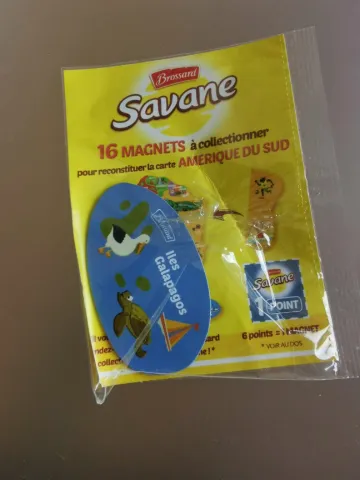 Brossard
Savane
16 MAGNETS à collectionner
pour reconstituer la carte AMERIQUE DU SUD
Brossard
Iles
Galapagos
Savane
1 POINT
6 points = 1 MAGNET
* VOIR AU DOS